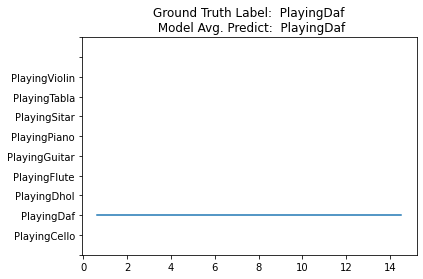 Ground Truth Label:  PlayingDaf
Model Avg. Predict:  PlayingDaf
PlayingViolin
PlayingTabla
PlayingSitar
PlayingPiano
PlayingGuitar
PlayingFlute
PlayingDhol
PlayingDaf
PlayingCello
0 2 4 6 8 10 12 14